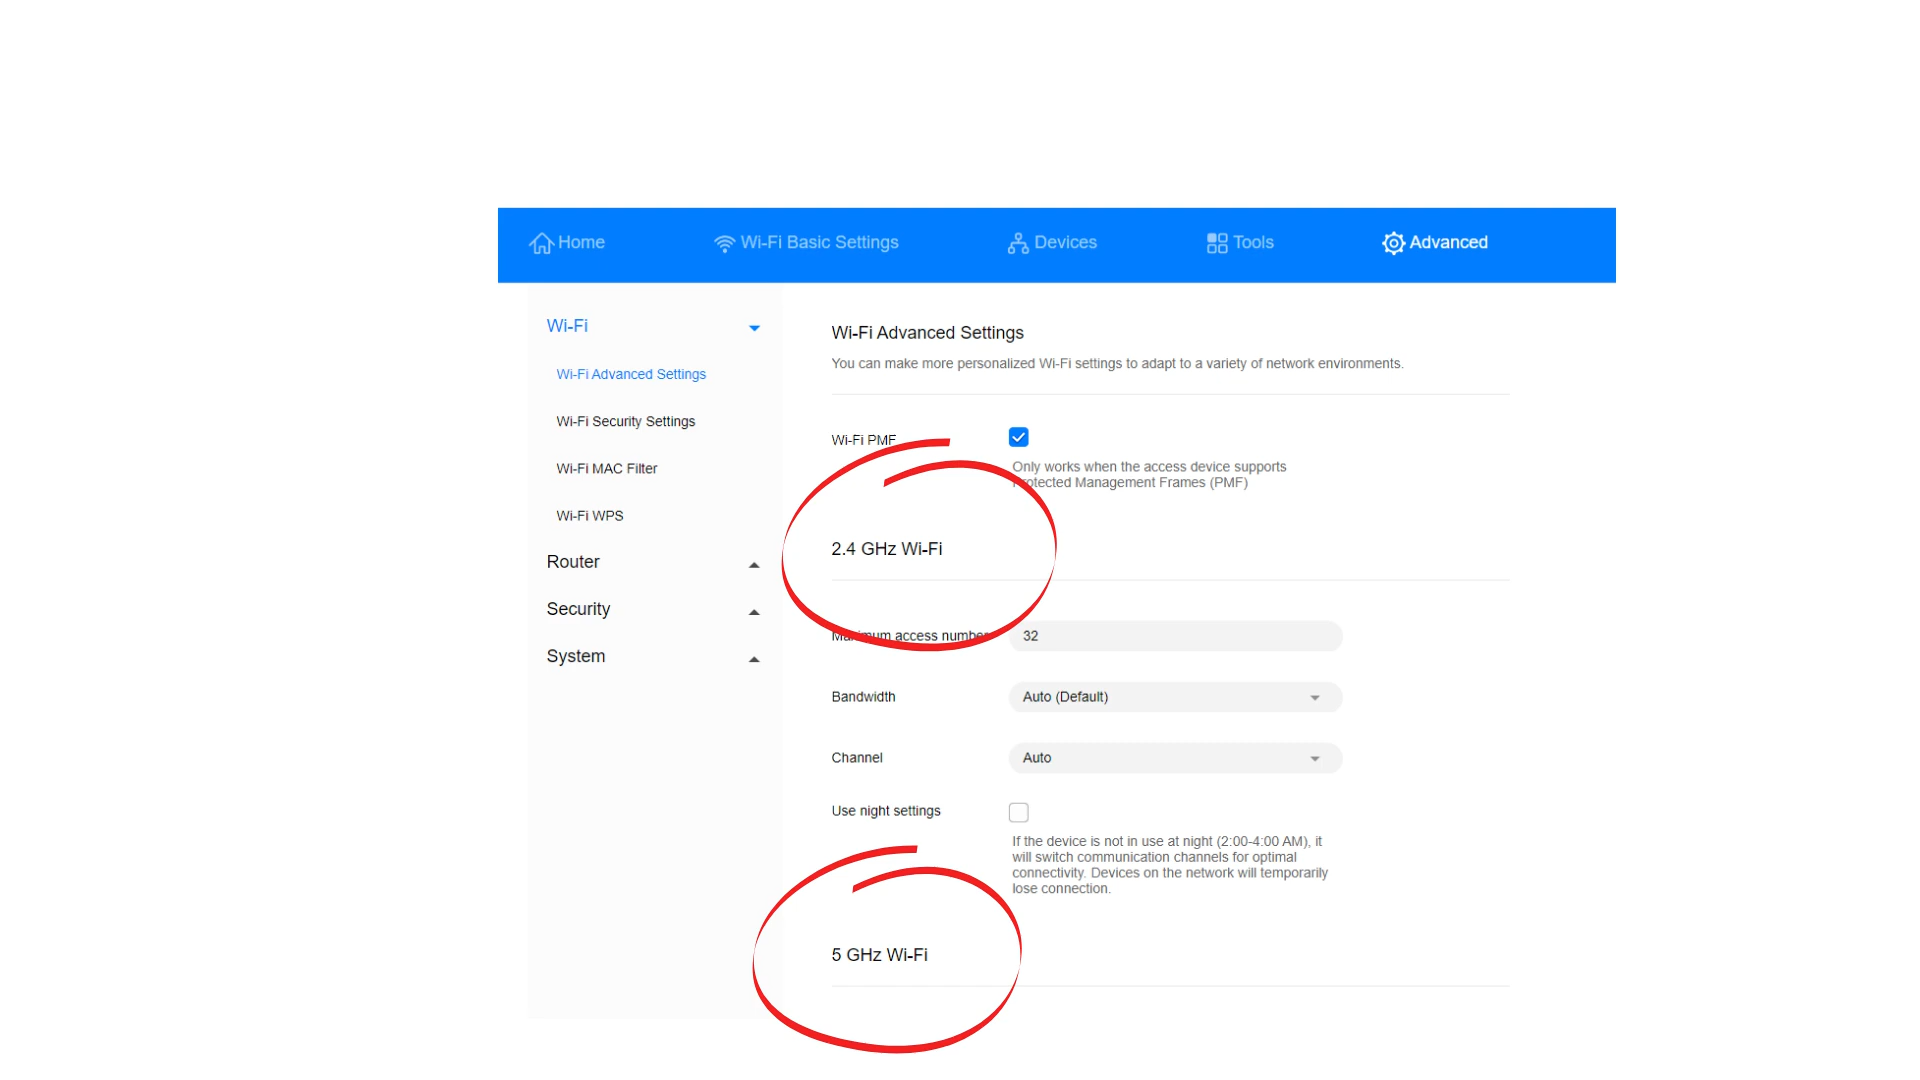 Home Wi-Fi Basic Settings Devices Tools Advanced
Wi-Fi
Wi-Fi Advanced Settings
Wi-Fi Security Settings
Wi-Fi MAC Filter
Wi-Fi WPS
Router
Security
System
Wi-Fi Advanced Settings
You can make more personalized Wi-Fi settings to adapt to a variety of network environments.
Wi-Fi PMF
Only works when the access device supports
Protected Management Frames (PMF)
2.4 GHz Wi-Fi
Maximum access number 32
Bandwidth Auto (Default)
Channel Auto
Use night settings
If the device is not in use at night (2:00-4:00 AM), it
will switch communication channels for optimal
connectivity. Devices on the network will temporarily
lose connection.
5 GHz Wi-Fi